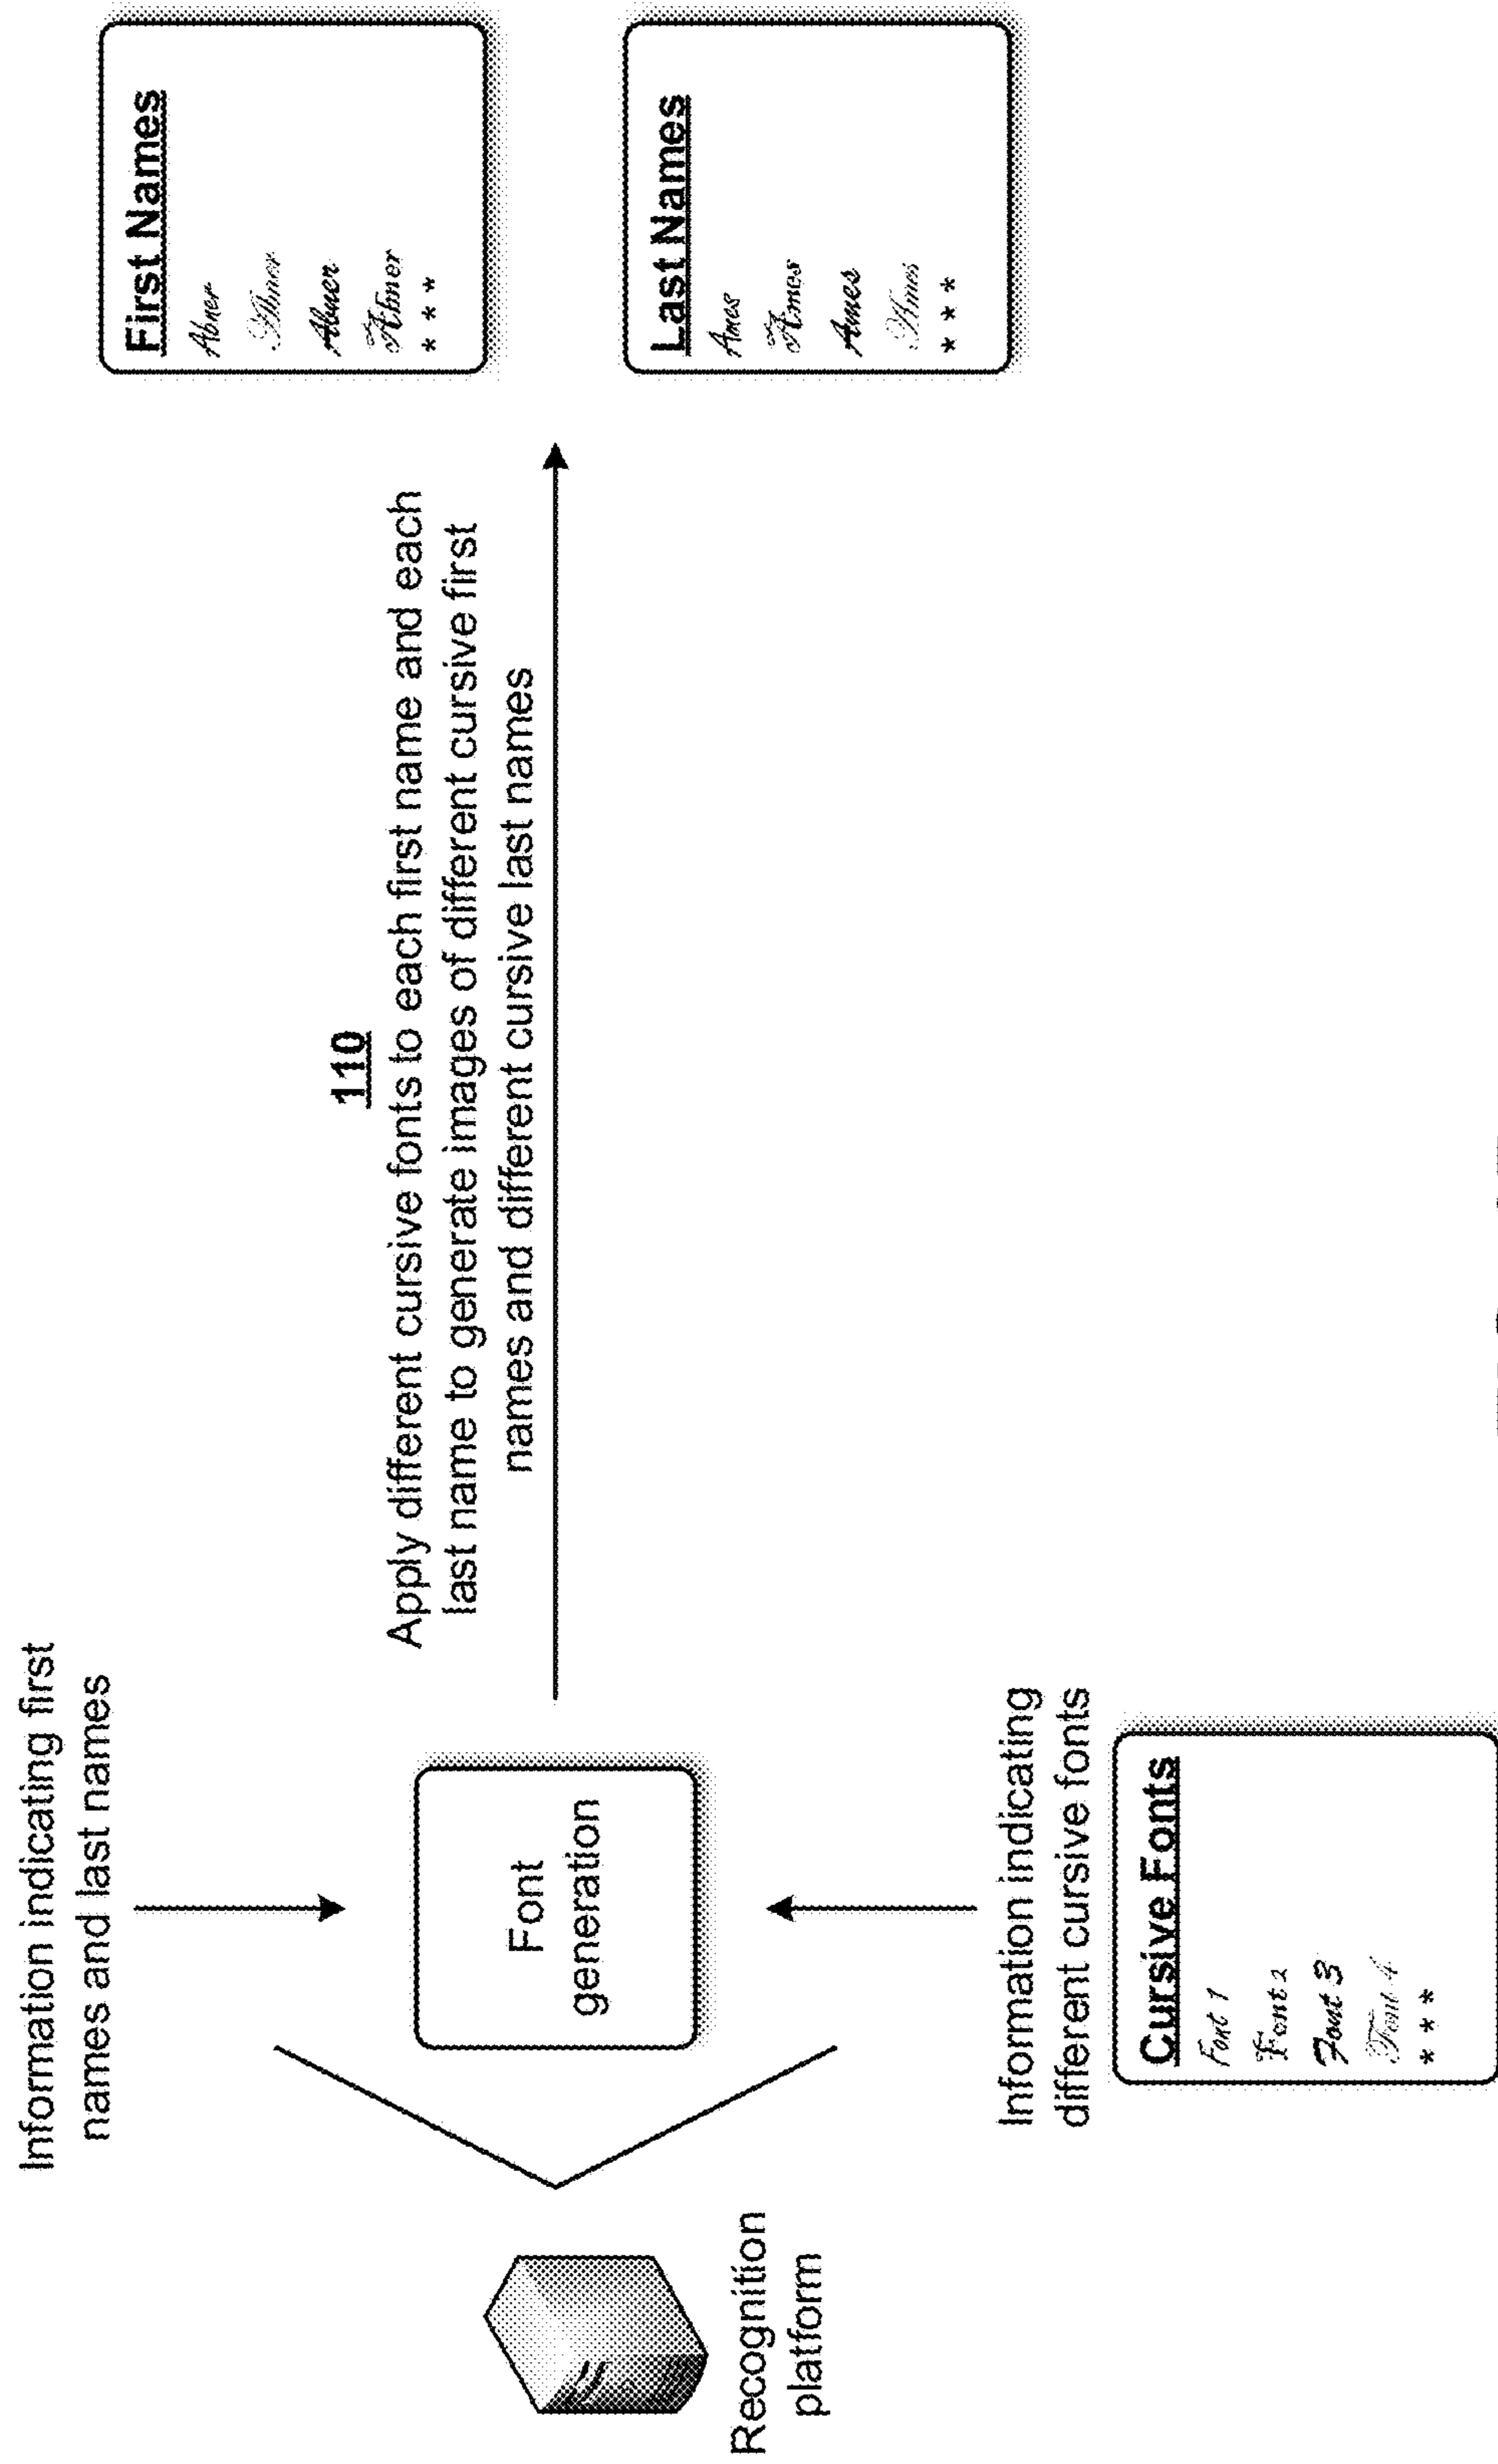 Information indicating first
names and last names
Recognition
platform
Font
generation
Information indicating
different cursive fonts
Cursive Fonts
Font 1
Font 2
Font 3
Font 4
* * *
110
Apply different cursive fonts to each first name and each
last name to generate images of different cursive first
names and different cursive last names
First Names
Abner
Abner
Abner
Abner
* * *
Last Names
Ames
Ames
Ames
Ames
* * *